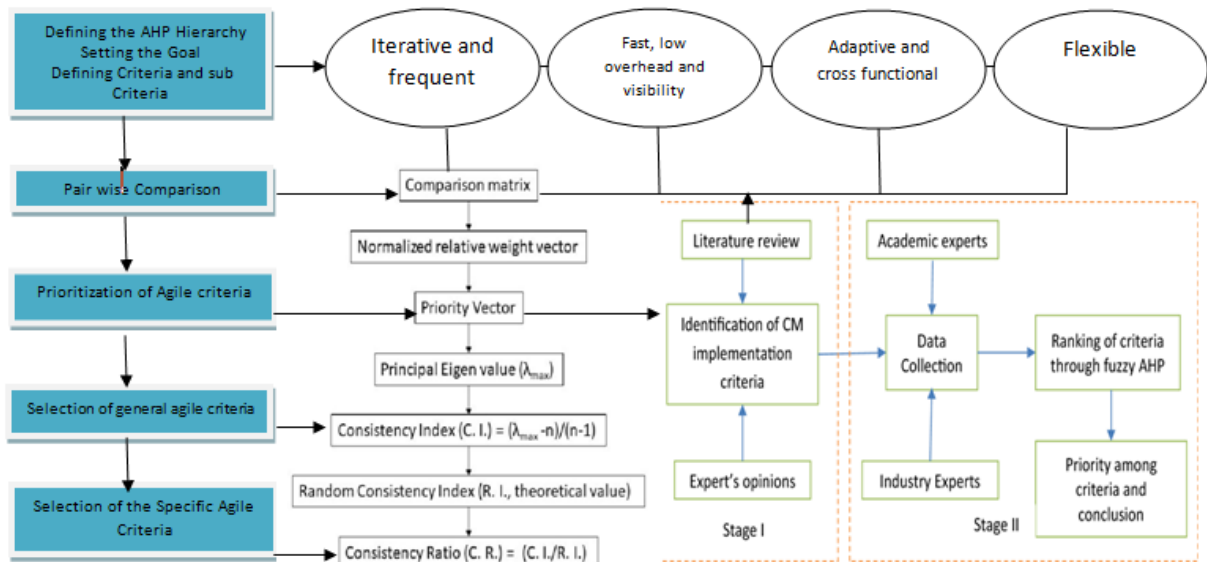 Defining the AHP Hierarchy
Setting the Goal
Defining Criteria and sub
Criteria
Iterative and
frequent
Fast, low
overhead and
visibility
Adaptive and
cross functional
Flexible
Pair wise Comparison
Comparison matrix
Normalized relative weight vector
Literature review
Academic experts
Prioritization of Agile criteria
Priority Vector
Identification of CM
implementation
criteria
Data
Collection
Ranking of criteria
through fuzzy AHP
Principal Eigen value (λmax)
Selection of general agile criteria
Consistency Index (C. I.) = (λmax -n)/(n-1)
Expert's opinions
Industry Experts
Priority among
criteria and
conclusion
Random Consistency Index (R. I., theoretical value)
Selection of the Specific Agile
Criteria
Stage I
Stage II
Consistency Ratio (C. R.) = (C. I./R. I.)